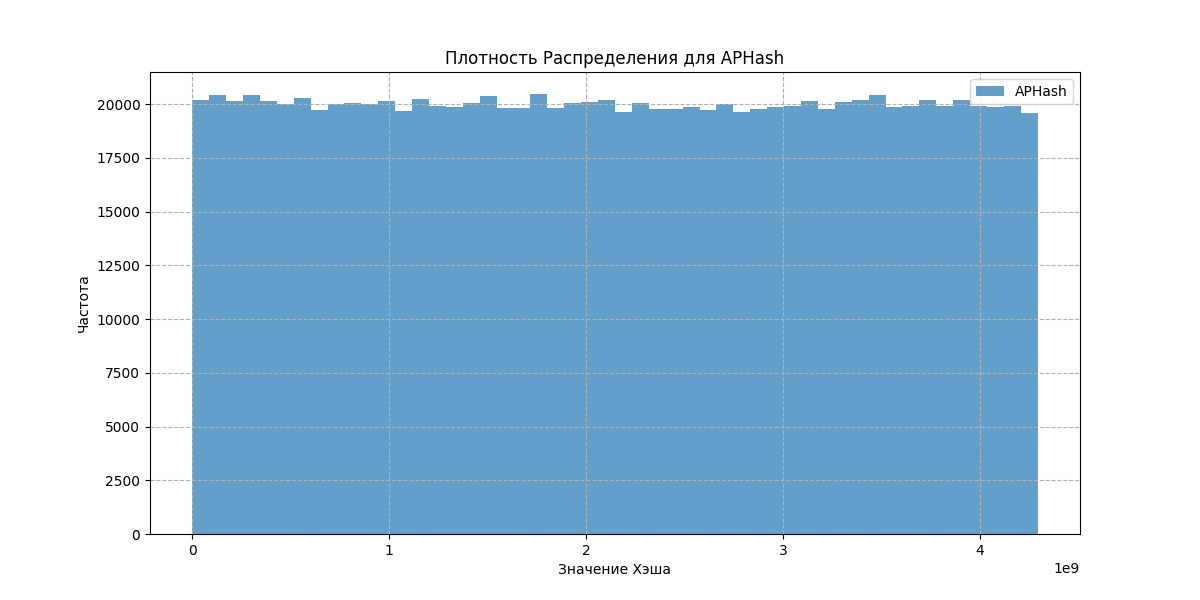 Плотность Распределения для APHash
APHash
20000
17500
15000
12500
10000
7500
5000
2500
0
Частота
0 1 2 3 4
1e9
Значение Хэша